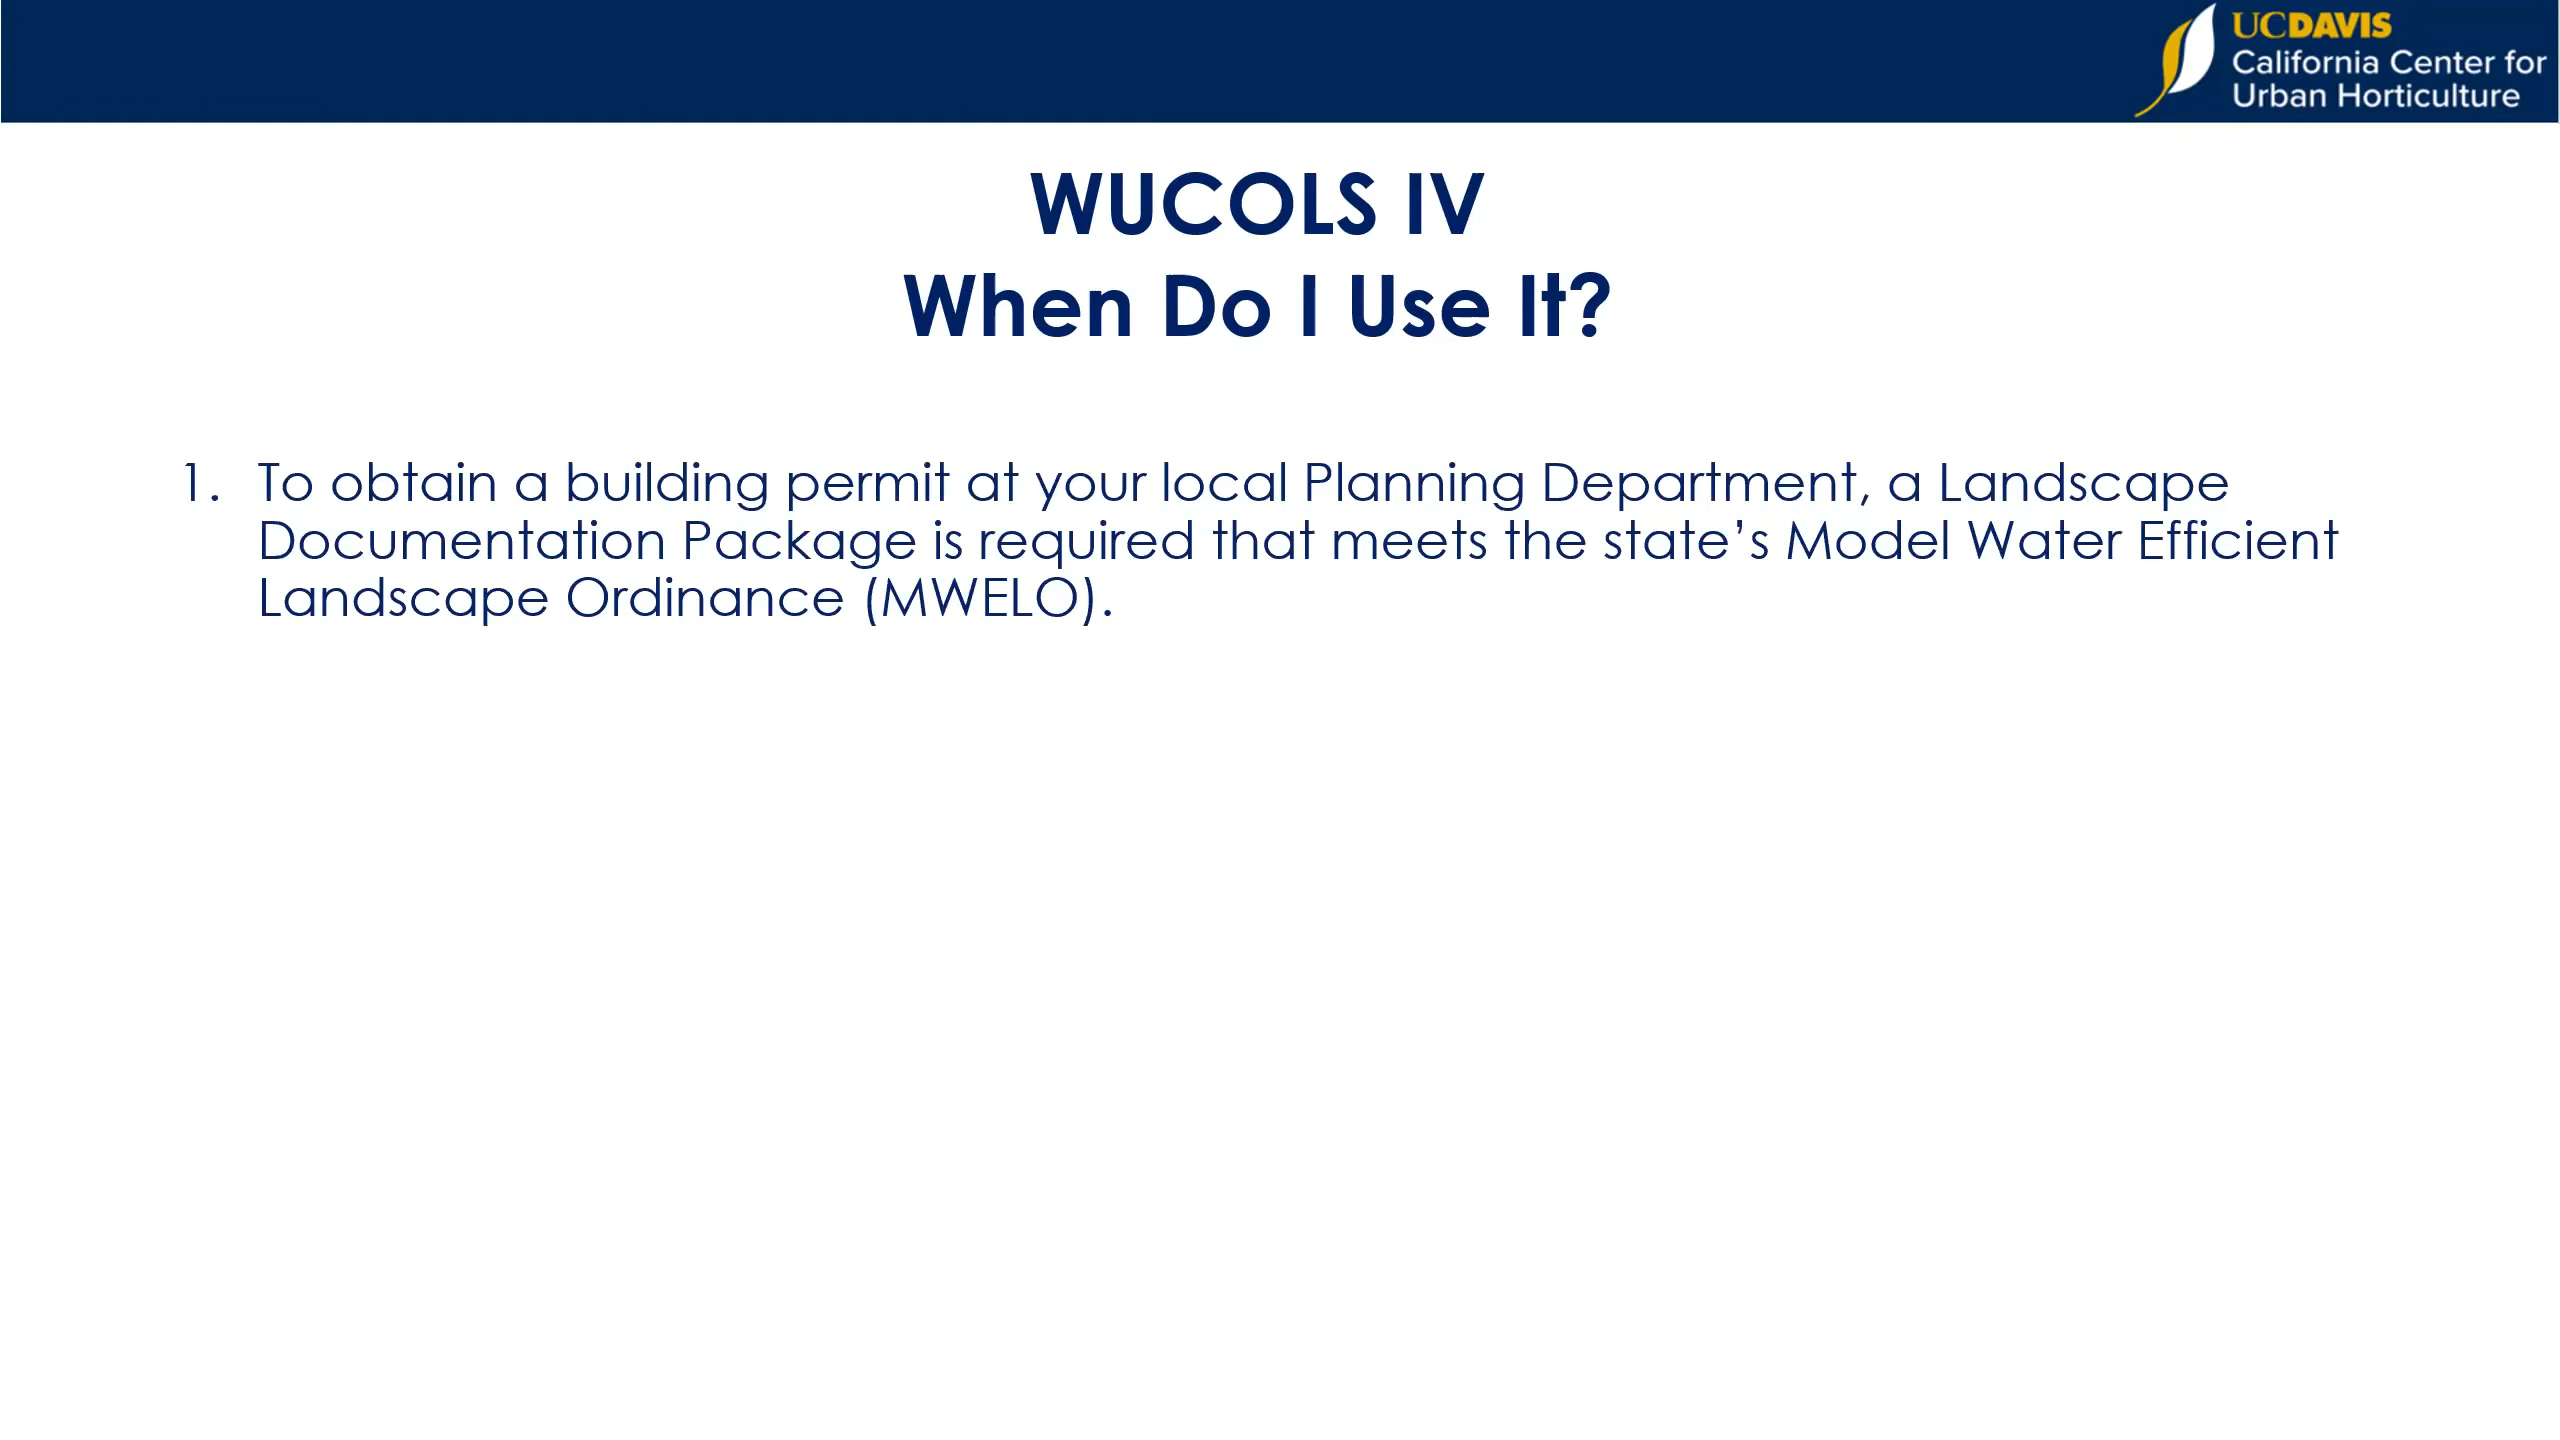 UCDAVIS
California Center for
Urban Horticulture
WUCOLS IV
When Do I Use It?
1. To obtain a building permit at your local Planning Department, a Landscape
Documentation Package is required that meets the state’s Model Water Efficient
Landscape Ordinance (MWELO).